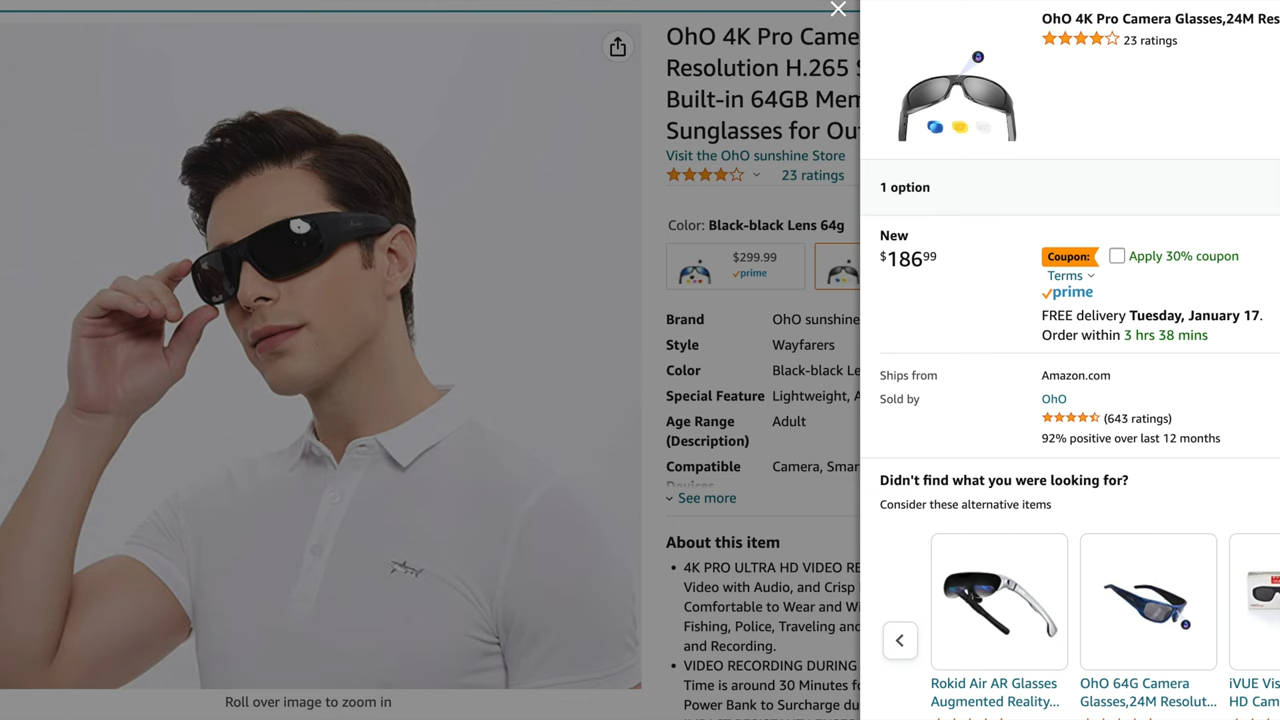 OhO 4K Pro Came
Resolution H.265
Built-in 64GB Mem
Sunglasses for Ou
Visit the OhO sunshine Store
23 ratings
Color: Black-black Lens 64g
$299.99
prime
Brand OhO sunshine
Style Wayfarers
Color Black-black Le
Special Feature Lightweight, A
Age Range Adult
(Description)
Compatible Camera, Smar
Devices
See more
About this item
• 4K PRO ULTRA HD VIDEO RE
Video with Audio, and Crisp
Comfortable to Wear and Wi
Fishing, Police, Traveling and
and Recording.
• VIDEO RECORDING DURING
Time is around 30 Minutes fo
Power Bank to Surcharge du
Roll over image to zoom in
OhO 4K Pro Camera Glasses,24M Res
23 ratings
1 option
New
$18699
Coupon: Apply 30% coupon
Terms
prime
FREE delivery Tuesday, January 17.
Order within 3 hrs 38 mins
Ships from Amazon.com
Sold by OhO
(643 ratings)
92% positive over last 12 months
Didn't find what you were looking for?
Consider these alternative items
Rokid Air AR Glasses
Augmented Reality...
OhO 64G Camera
Glasses,24M Resolut...
iVUE Vis
HD Cam